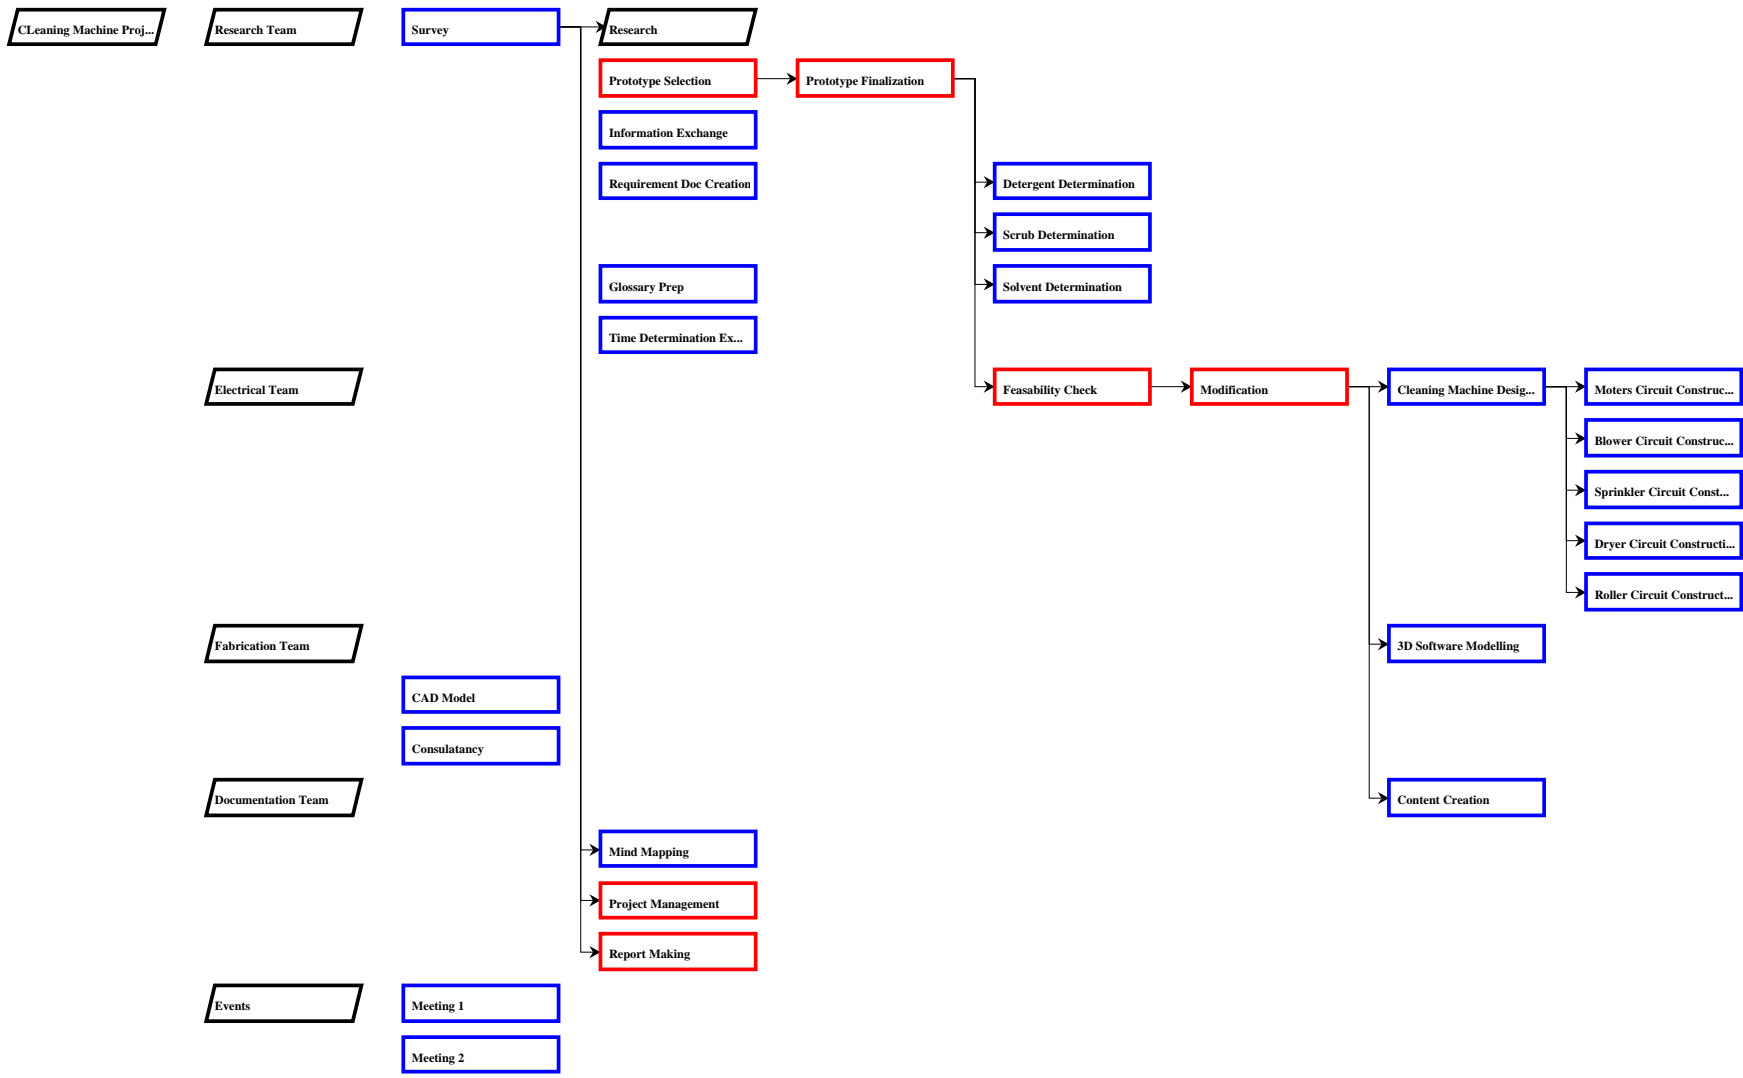 CLeaning Machine Proj...
Research Team
Survey
Research
Prototype Selection
Prototype Finalization
Information Exchange
Requirement Doc Creation
Detergent Determination
Scrub Determination
Glossary Prep
Solvent Determination
Time Determination Ex...
Electrical Team
Feasability Check
Modification
Cleaning Machine Desig...
Moters Circuit Construc...
Blower Circuit Construc...
Sprinkler Circuit Const...
Dryer Circuit Constructi...
Roller Circuit Construct...
Fabrication Team
3D Software Modelling
CAD Model
Consulatancy
Documentation Team
Content Creation
Mind Mapping
Project Management
Report Making
Events
Meeting 1
Meeting 2